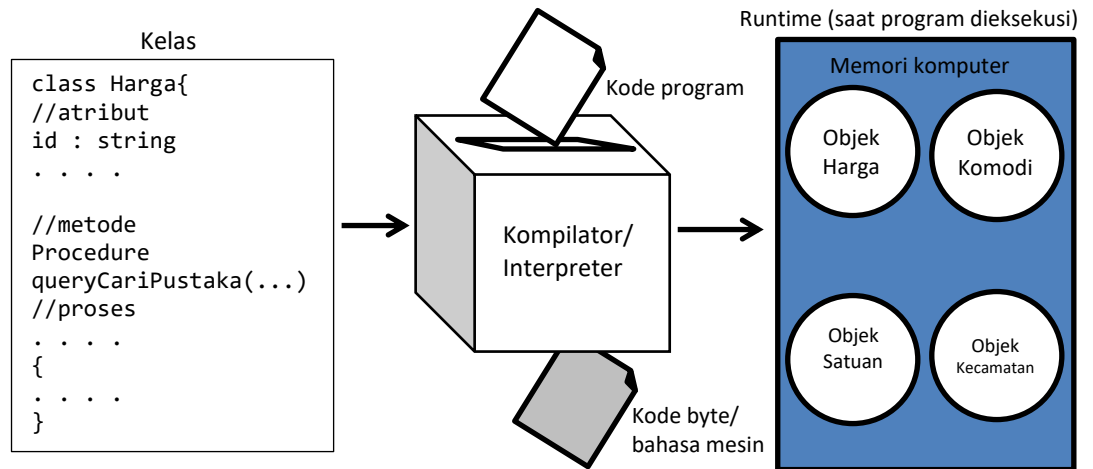 Kelas
class Harga{
//atribut
id : string
. . . .
//metode
Procedure
queryCariPustaka(...)
//proses
. . . .
{
. . . .
}
Kode program
Kompilator/
Interpreter
Kode byte/
bahasa mesin
Runtime (saat program dieksekusi)
Memori komputer
Objek
Harga
Objek
Komodi
Objek
Satuan
Objek
Kecamatan